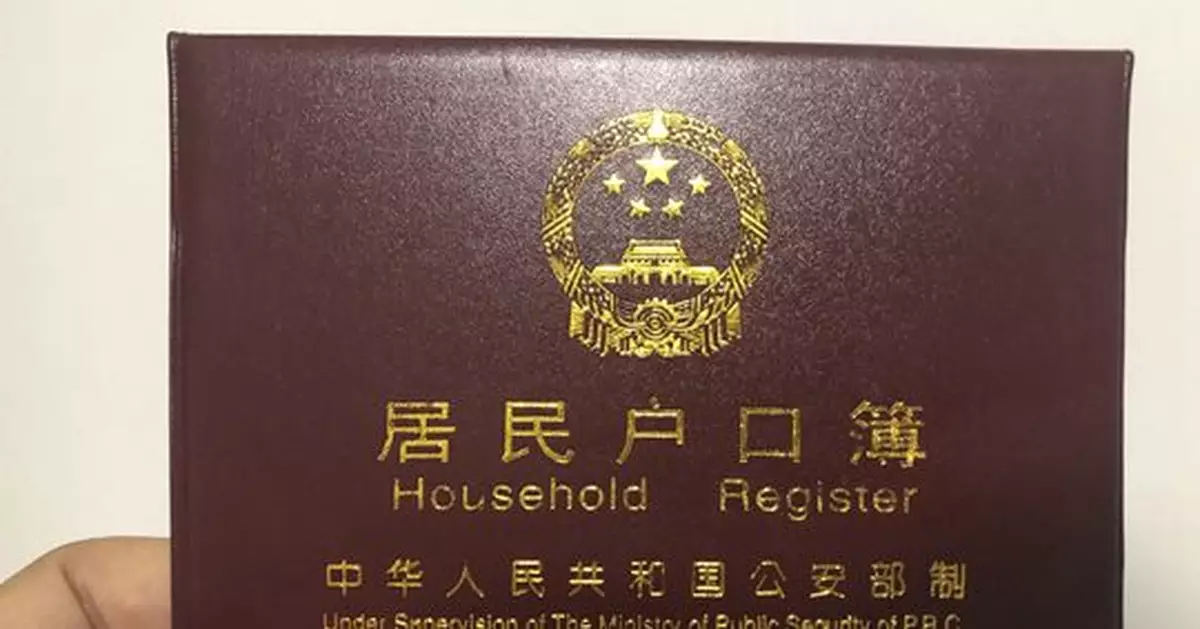 居民户口簿
Household Register
中华人民共和国公安部制
Under Supervision of The Ministry of Public Security of P.R.C.